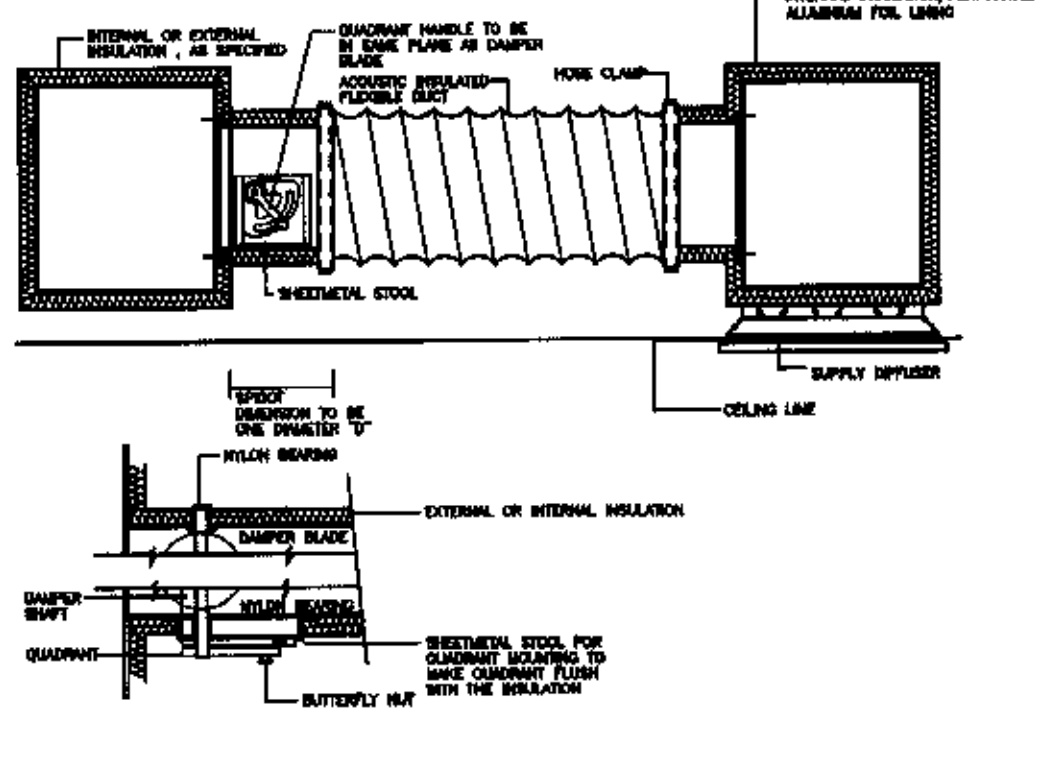 ALUMINIUM FOIL LINING
INTERNAL OR EXTERNAL
INSULATION , AS SPECIFIED
QUADRANT HANDLE TO BE
IN SAME PLANE AS DAMPER
BLADE
ACOUSTIC INSULATED
FLEXIBLE DUCT
HOSE CLAMP
SHEETMETAL STOOL
SUPPLY DIFFUSER
CEILING LINE
SPIGOT
DIMENSION TO BE
ONE DIAMETER "D"
NYLON BEARING
EXTERNAL OR INTERNAL INSULATION
DAMPER BLADE
DAMPER
SHAFT
NYLON BEARING
QUADRANT
SHEETMETAL STOOL FOR
QUADRANT MOUNTING TO
MAKE QUADRANT FLUSH
WITH THE INSULATION
BUTTERFLY NUT